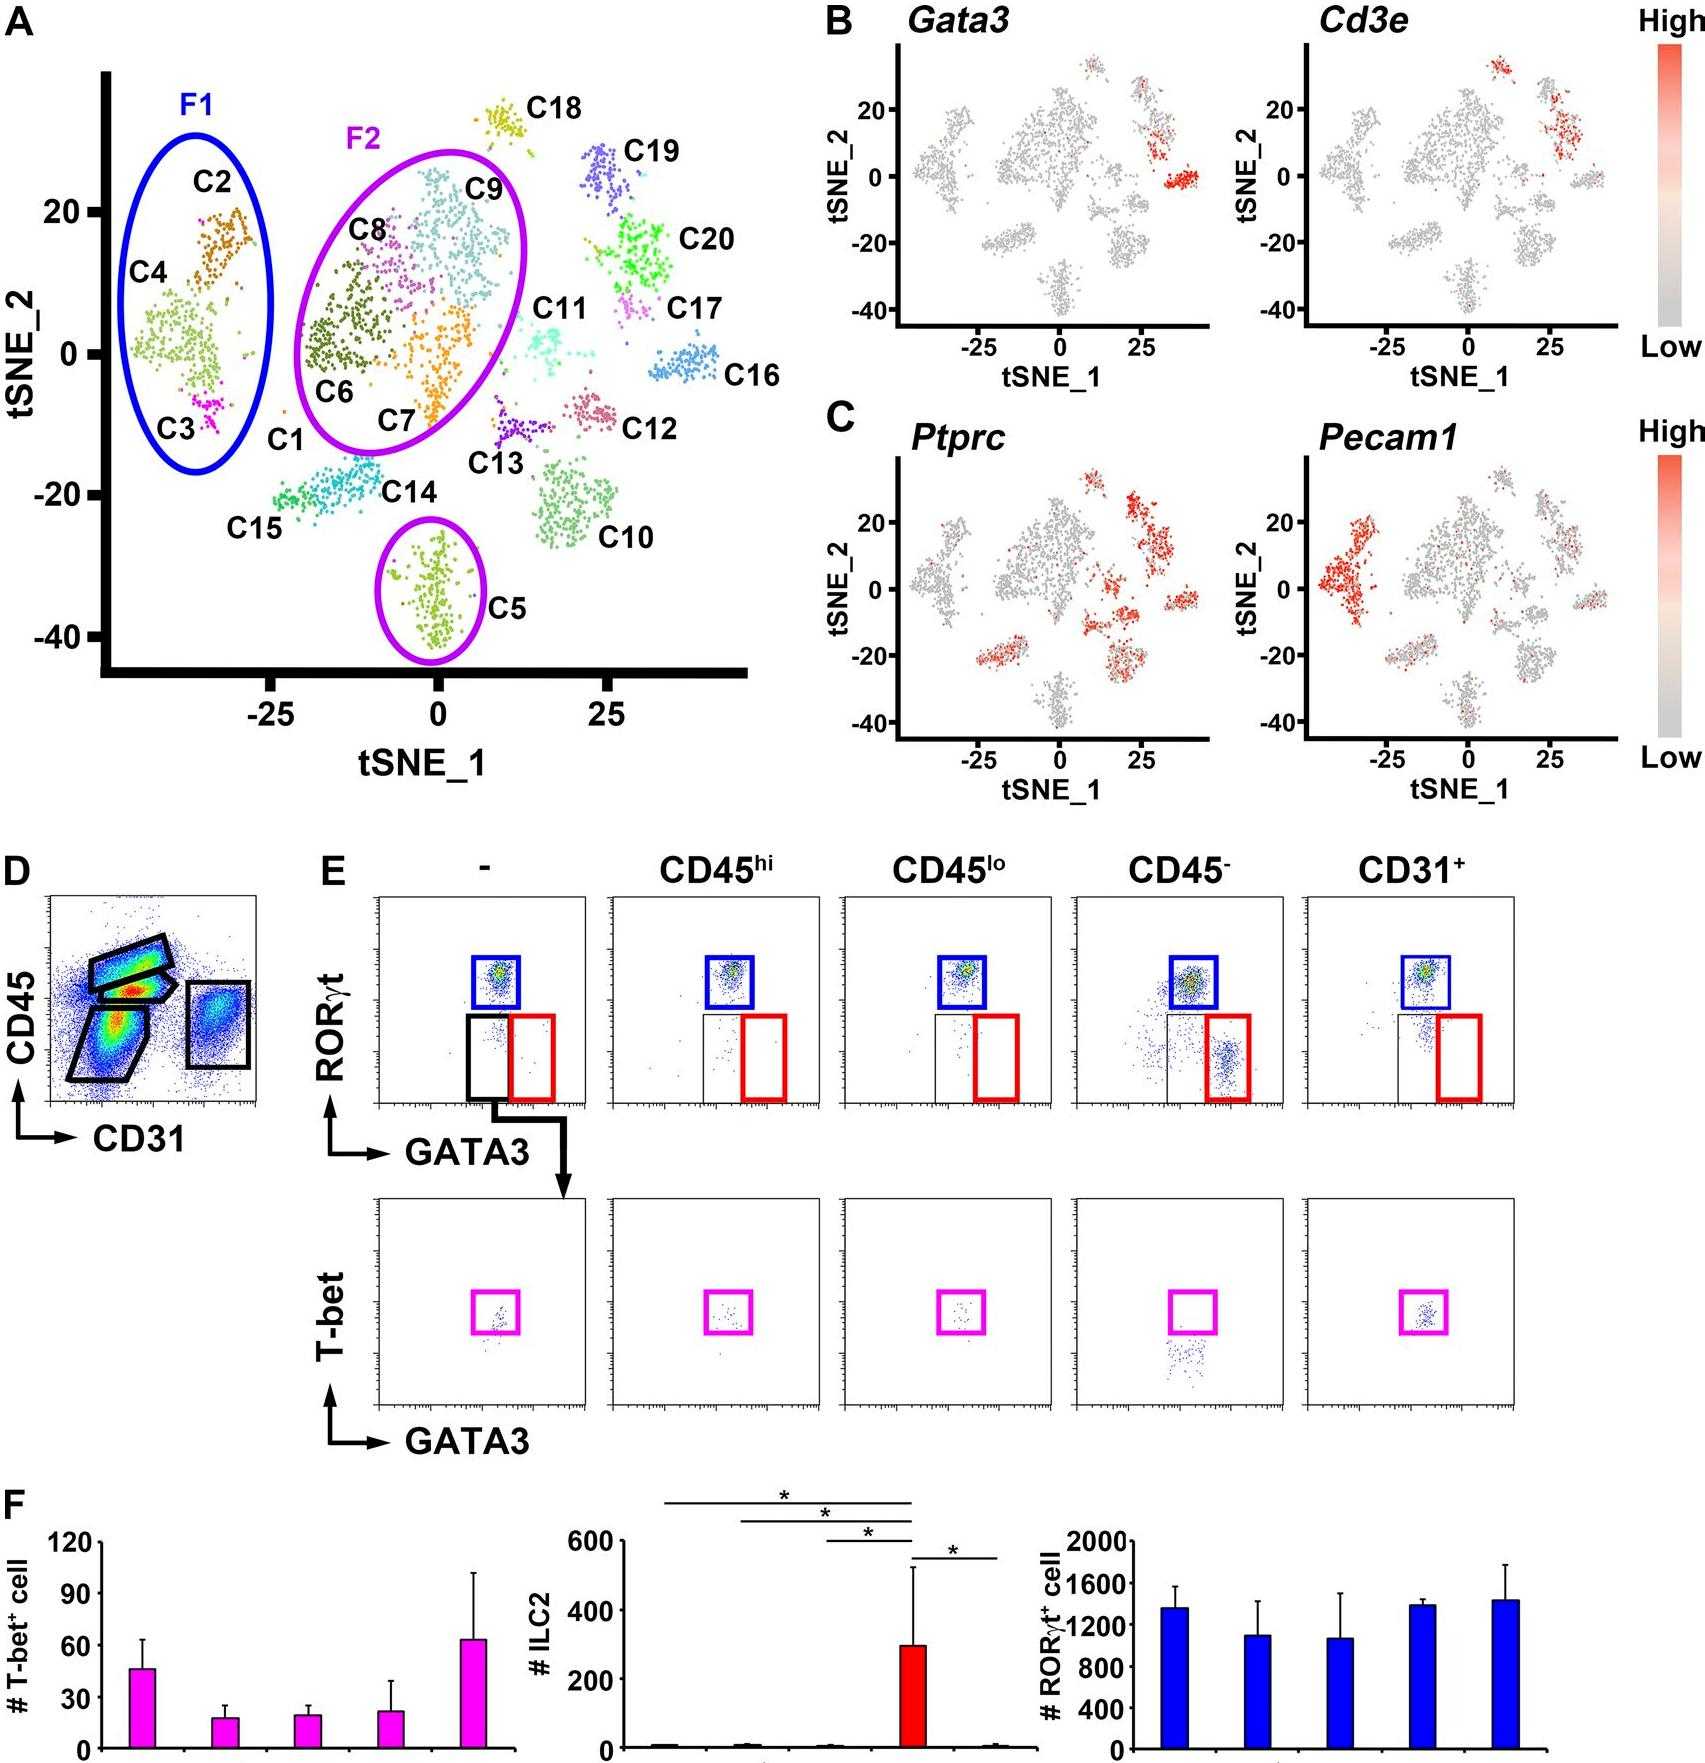 A
F1
F2
C18
C2
C9
C19
C8
C20
C4
C11
C17
C16
C6
C7
C3
C1
C12
C13
C14
C15
C10
C5
20
0
-20
-40
tSNE_2
-25
0
25
tSNE_1
B
Gata3
Cd3e
High
20
0
-20
-40
tSNE_2
-25
0
25
tSNE_1
20
0
-20
-40
tSNE_2
-25
0
25
tSNE_1
Low
C
Ptprc
Pecam1
High
20
0
-20
-40
tSNE_2
-25
0
25
tSNE_1
20
0
-20
-40
tSNE_2
-25
0
25
tSNE_1
Low
D
CD45
CD31
E
-
CD45hi
CD45lo
CD45-
CD31+
RORγt
GATA3
T-bet
GATA3
F
# T-bet+ cell
120
90
60
30
0
# ILC2
600
400
200
0
*
*
*
*
# RORγt+ cell
2000
1600
1200
800
400
0